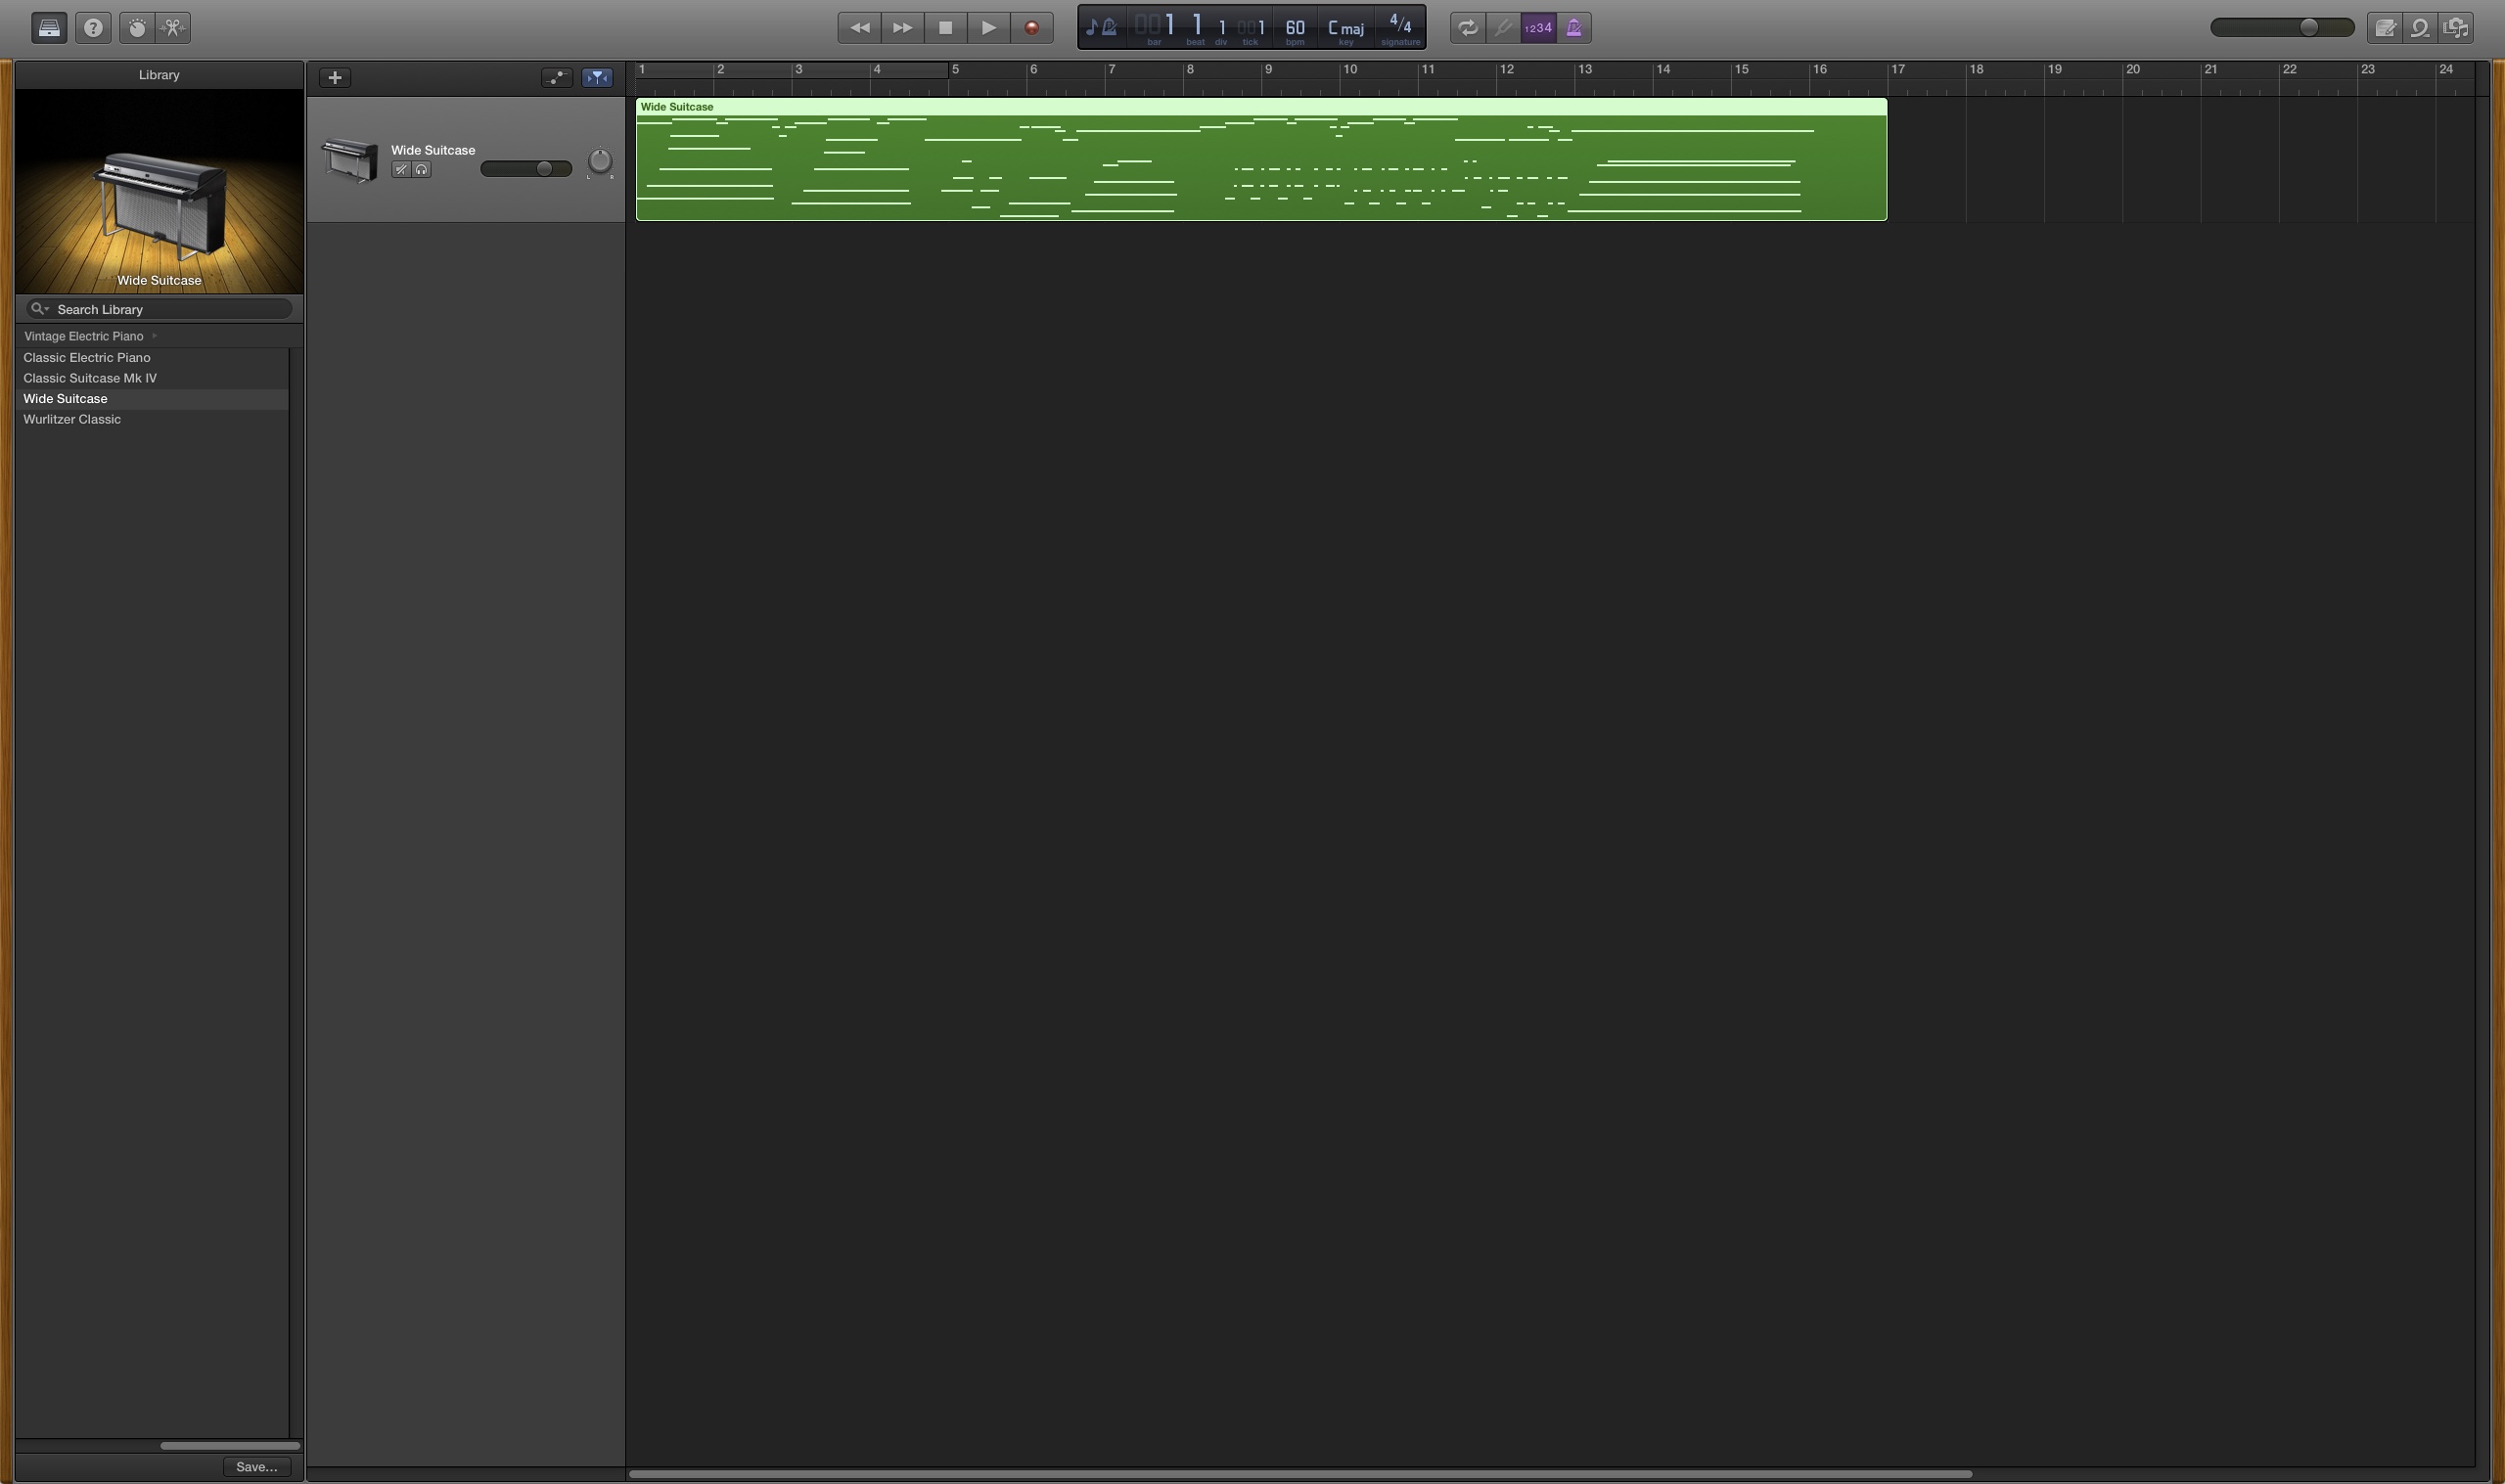 001 1 1 001 60 C maj 4/4
bar beat div tick bpm key signature
1234
Library
Wide Suitcase
Search Library
Vintage Electric Piano
Classic Electric Piano
Classic Suitcase Mk IV
Wide Suitcase
Wurlitzer Classic
Save...
Wide Suitcase
L R
1 2 3 4 5 6 7 8 9 10 11 12 13 14 15 16 17 18 19 20 21 22 23 24
Wide Suitcase